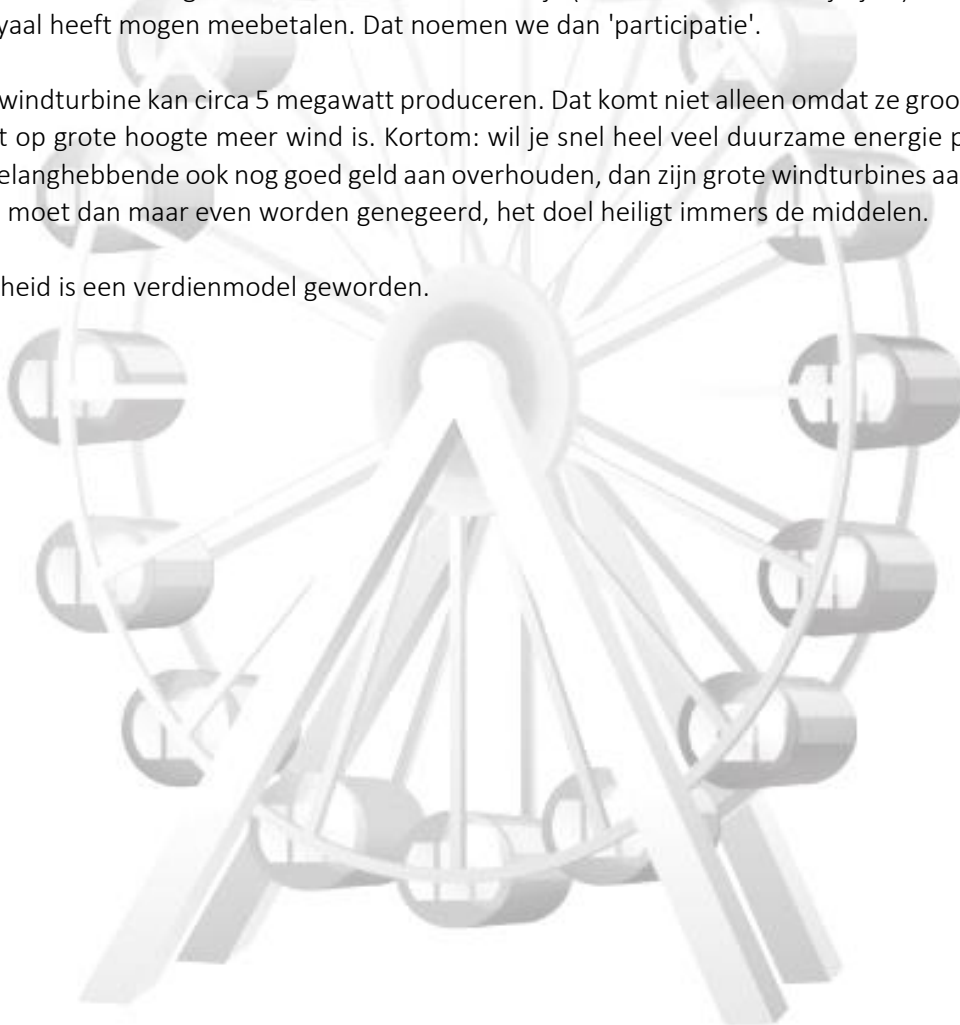 yaal heeft mogen meebetalen. Dat noemen we dan 'participatie'.
windturbine kan circa 5 megawatt produceren. Dat komt niet alleen omdat ze groo
t op grote hoogte meer wind is. Kortom: wil je snel heel veel duurzame energie p
elanghebbende ook nog goed geld aan overhouden, dan zijn grote windturbines aa
moet dan maar even worden genegeerd, het doel heiligt immers de middelen.
heid is een verdienmodel geworden.